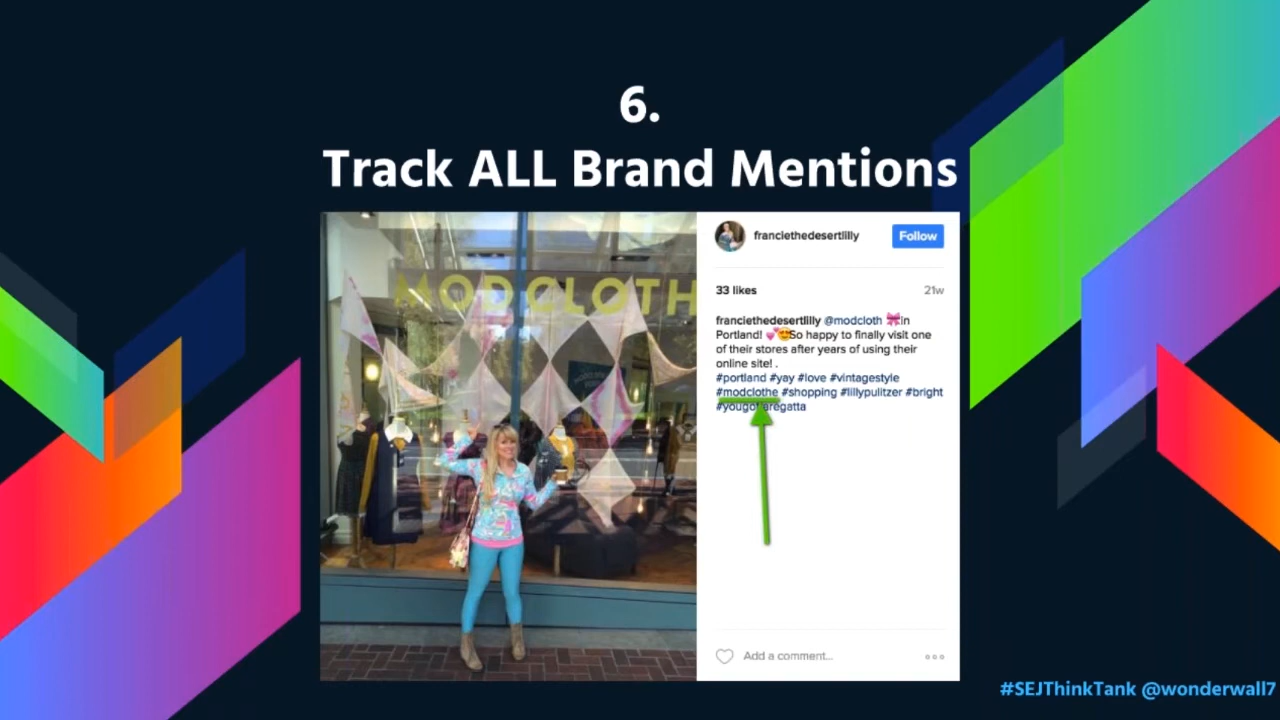 6.
Track ALL Brand Mentions
MODCLOTH
franciethedesertlilly
Follow
33 likes
21w
franciethedesertlilly @modcloth 🎀in
Portland! 💕😍So happy to finally visit one
of their stores after years of using their
online site! .
#portland #yay #love #vintagestyle
#modclothe #shopping #lillypulitzer #bright
#yougottaregatta
Add a comment...
#SEJThinkTank @wonderwall7